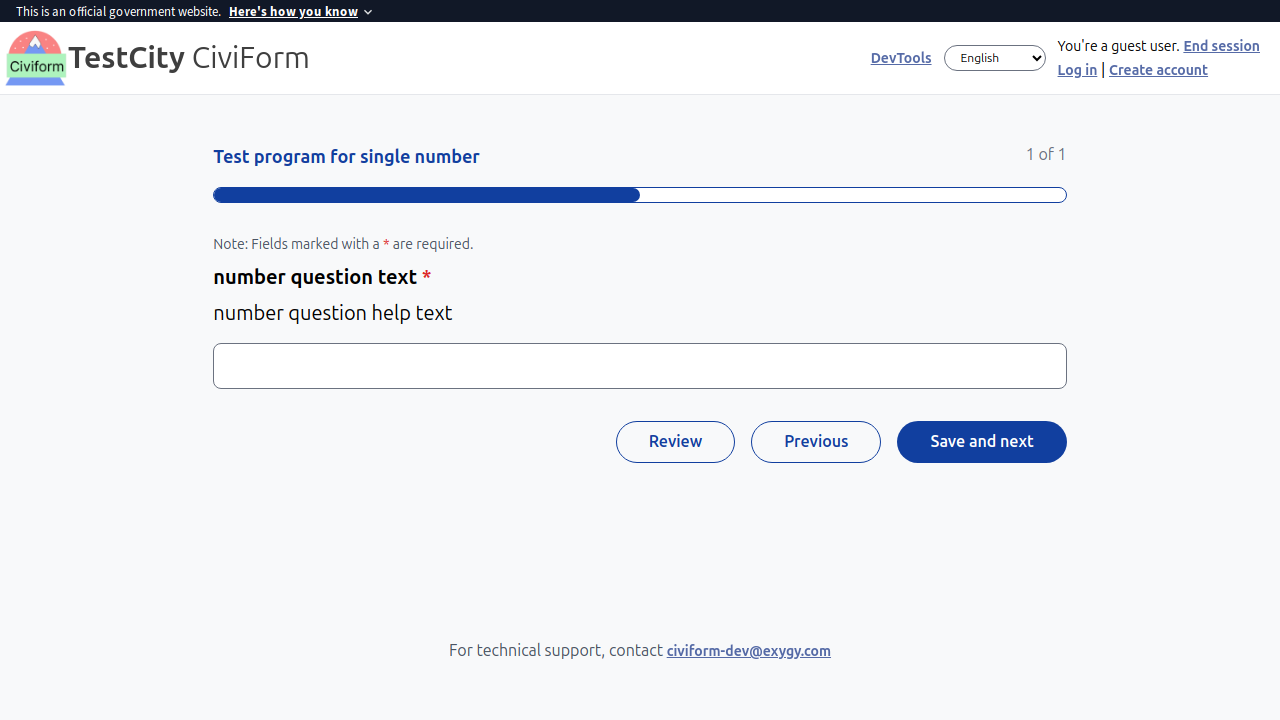 This is an official government website. Here's how you know
Civiform
TestCity CiviForm
DevTools
English
You're a guest user. End session
Log in | Create account
Test program for single number
1 of 1
Note: Fields marked with a * are required.
number question text *
number question help text
Review
Previous
Save and next
For technical support, contact civiform-dev@exygy.com